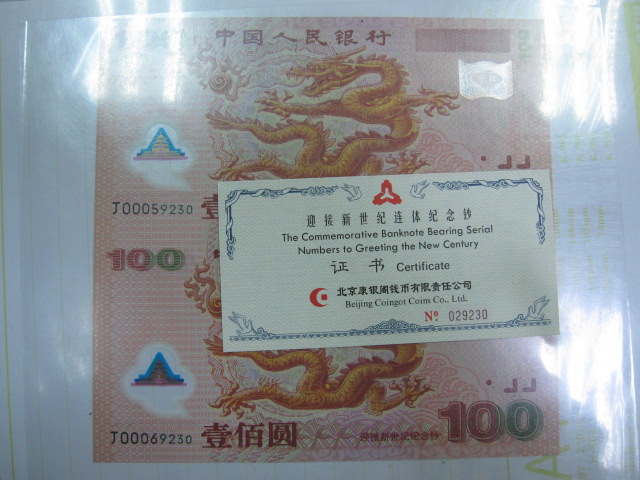 中国人民银行
J00059230
100
迎接新世纪连体纪念钞
The Commemorative Banknote Bearing Serial
Numbers to Greeting the New Century
证 书 Certificate
北京康银阁钱币有限责任公司
Beijing Coingot Coins Co., Ltd.
Nº 029230
J00069230
壹佰圆
迎接新世纪纪念钞
100